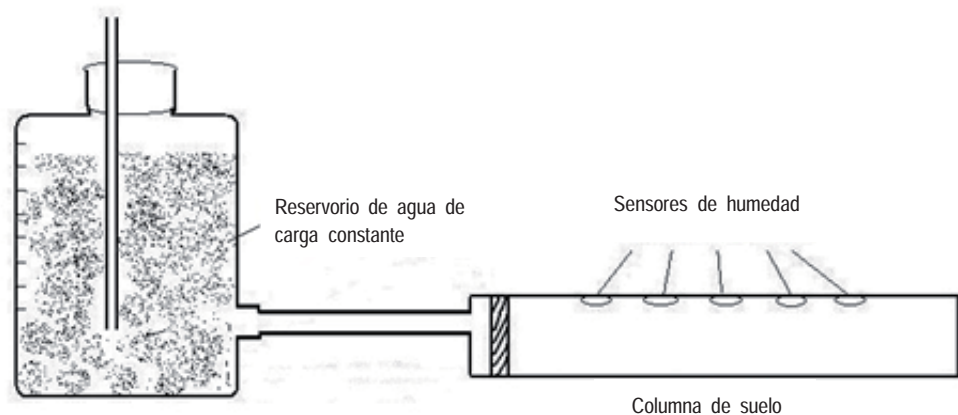 Reservorio de agua de
carga constante
Sensores de humedad
Columna de suelo